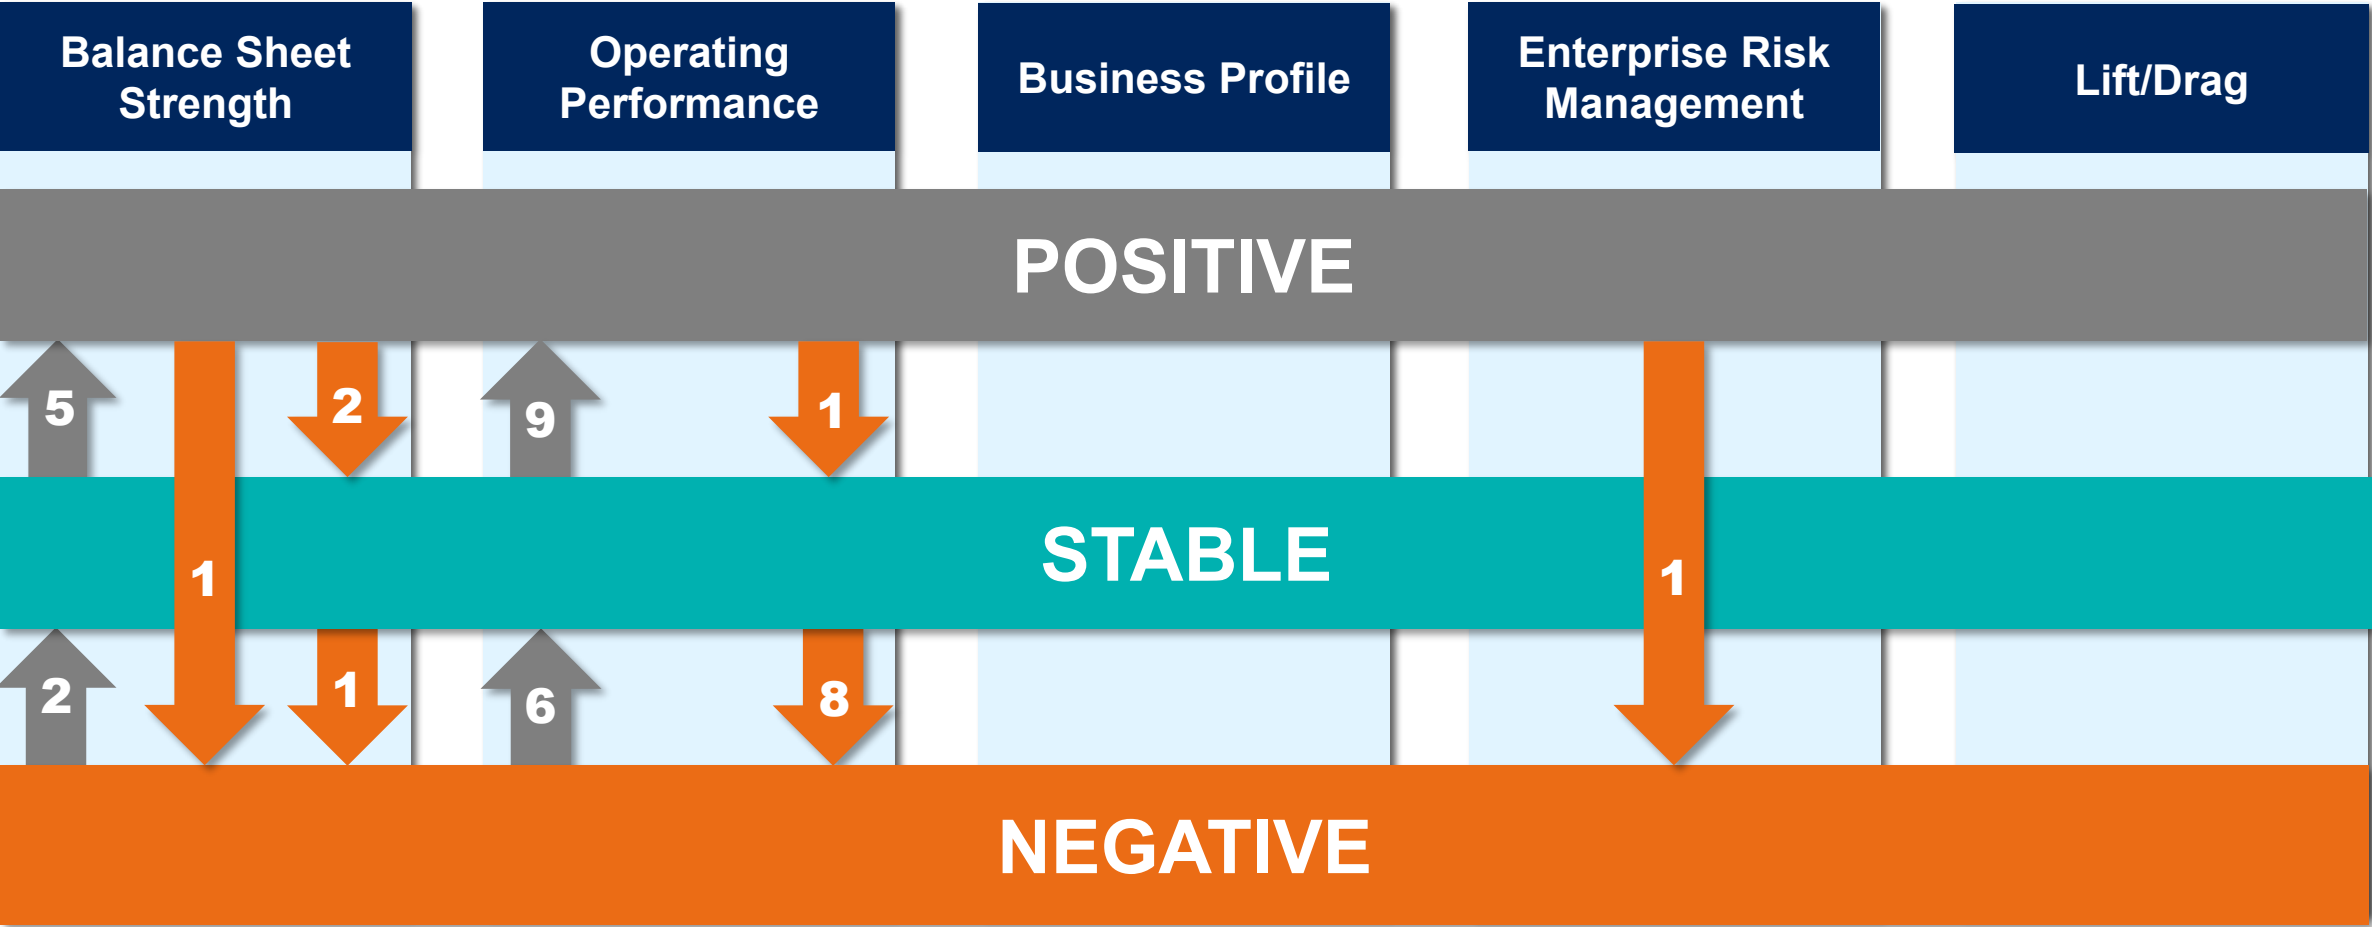 Balance Sheet
Strength
Operating
Performance
Business Profile
Enterprise Risk
Management
Lift/Drag
POSITIVE
5
2
9
1
STABLE
1
1
2
1
6
8
NEGATIVE